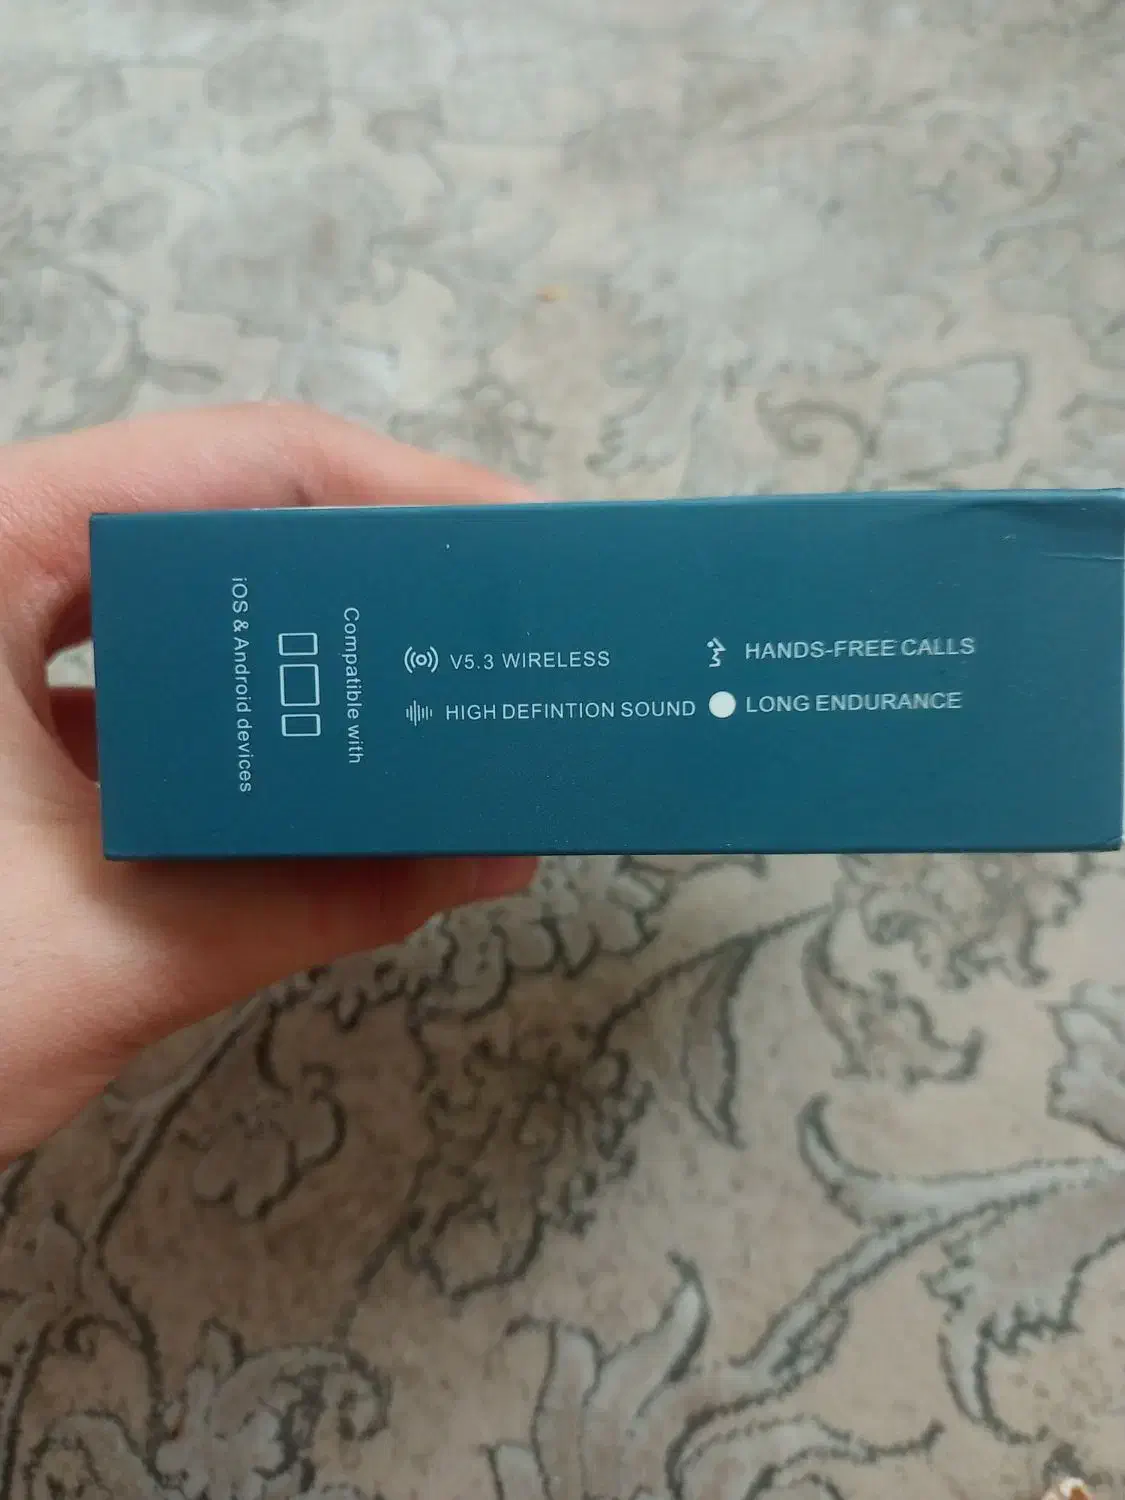 Compatible with
iOS & Android devices
V5.3 WIRELESS
HIGH DEFINTION SOUND
HANDS-FREE CALLS
LONG ENDURANCE